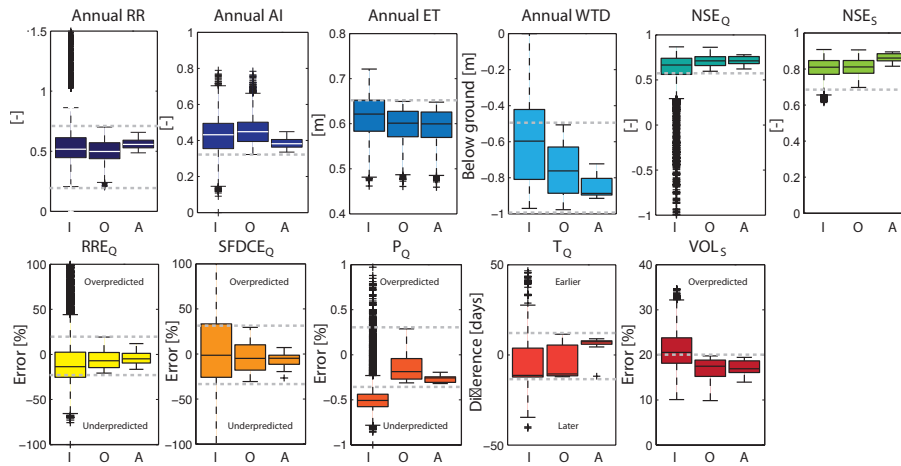 Annual RR
Annual AI
Annual ET
Annual WTD
NSE_Q
NSE_S
1.5
1
0.5
0
[-]
I O A
1
0.8
0.6
0.4
0.2
0
[-]
I O A
0.8
0.7
0.6
0.5
0.4
[m]
I O A
0
−0.2
−0.4
−0.6
−0.8
−1
Below ground [m]
I O A
1
0.5
0
−0.5
−1
[-]
I O A
1
0.8
0.6
0.4
0.2
0
[-]
I O A
RRE_Q
SFDCE_Q
P_Q
T_Q
VOL_S
100
50
0
−50
−100
Error [%]
Overpredicted
Underpredicted
I O A
100
50
0
−50
−100
Error [%]
Overpredicted
Underpredicted
I O A
1
0.5
0
−0.5
−1
Error [%]
Overpredicted
Underpredicted
I O A
50
0
−50
Di erence [days]
Earlier
Later
I O A
40
30
20
10
0
Error [%]
Overpredicted
I O A